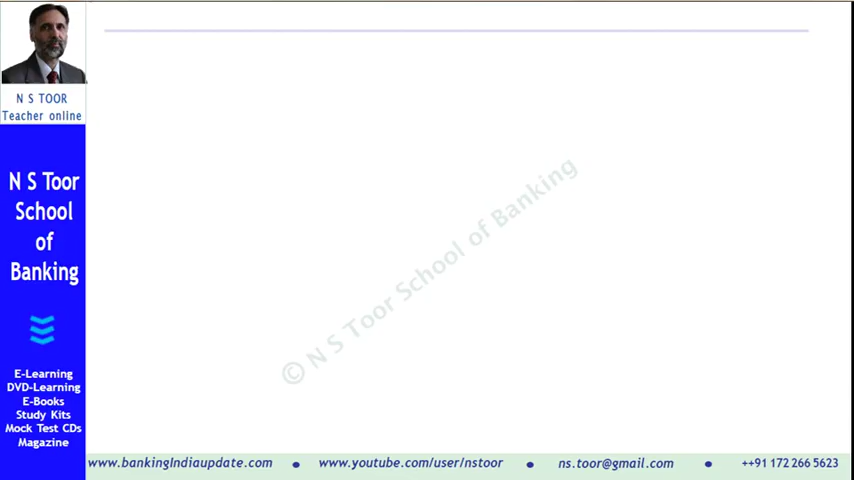 N S TOOR
Teacher online
N S Toor
School
of
Banking
E-Learning
DVD-Learning
E-Books
Study Kits
Mock Test CDs
Magazine
© N S Toor School of Banking
www.bankingIndiaupdate.com • www.youtube.com/user/nstoor • ns.toor@gmail.com • ++91 172 266 5623